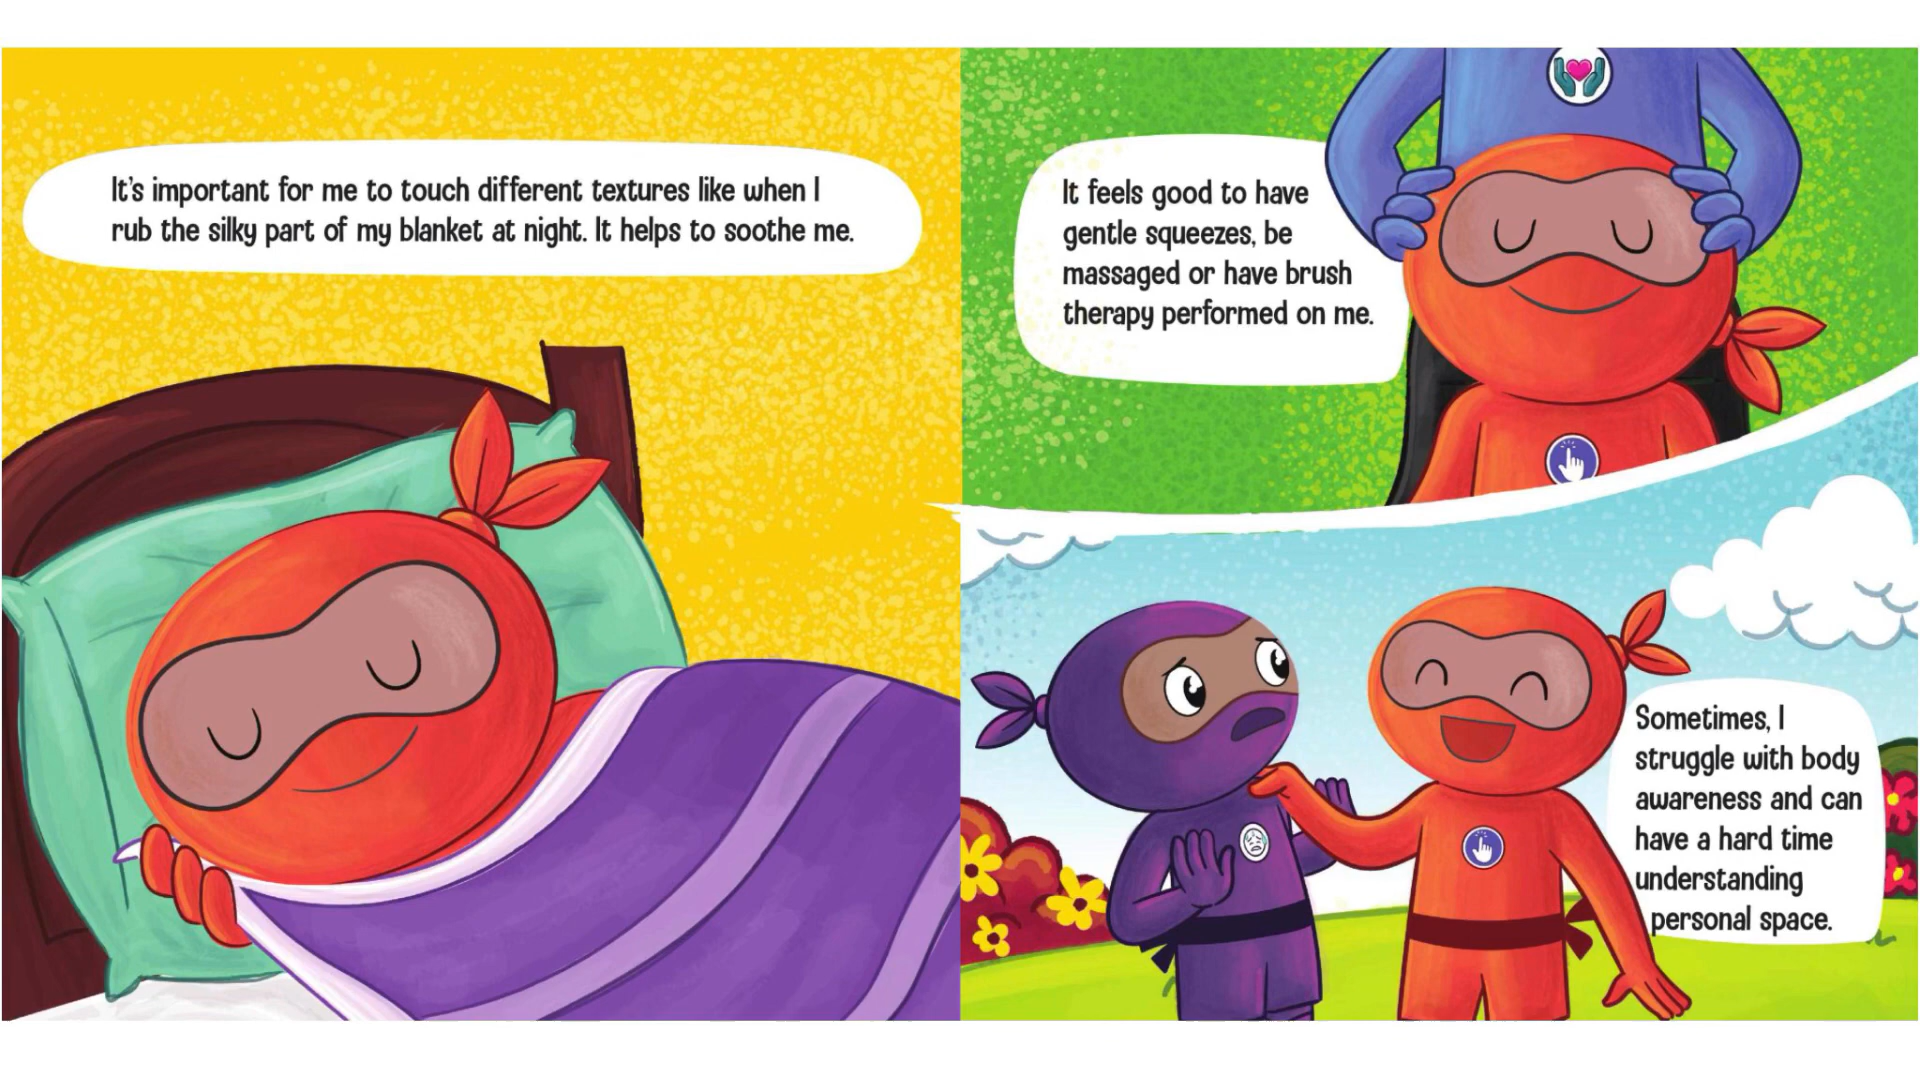 It's important for me to touch different textures like when I
rub the silky part of my blanket at night. It helps to soothe me.
It feels good to have
gentle squeezes, be
massaged or have brush
therapy performed on me.
Sometimes, I
struggle with body
awareness and can
have a hard time
understanding
personal space.